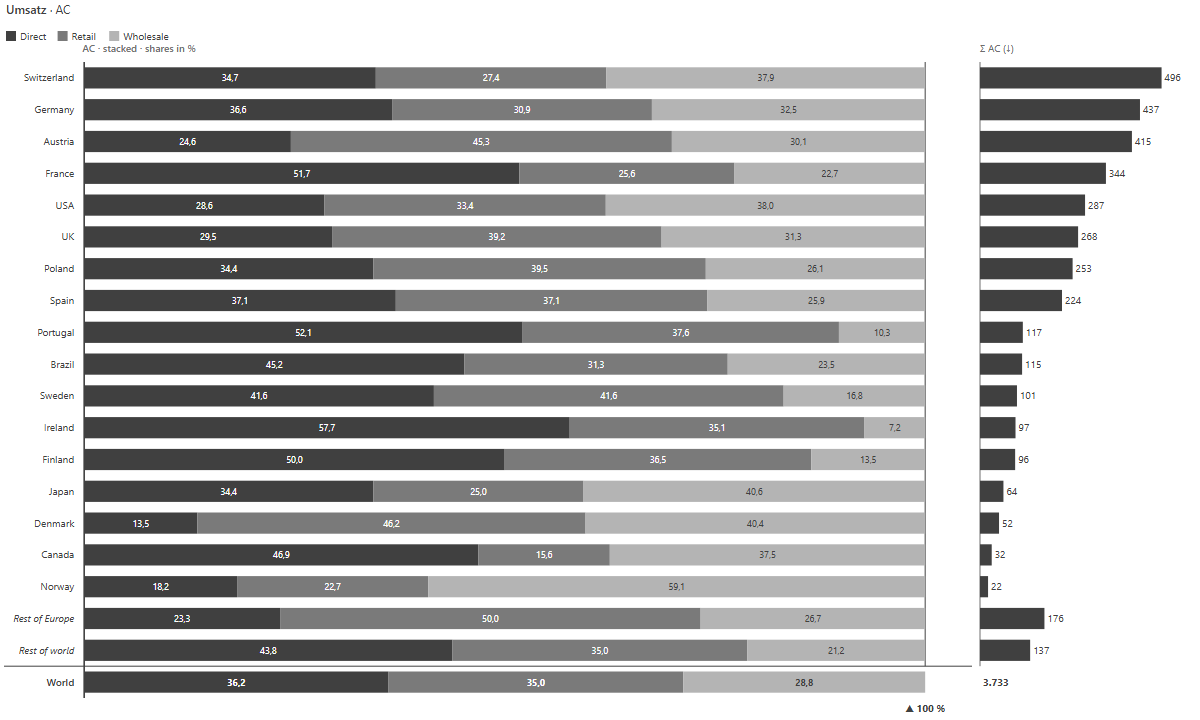 Umsatz · AC
Direct Retail Wholesale
AC · stacked · shares in % Σ AC (↓)
Switzerland 34,7 27,4 37,9 496
Germany 36,6 30,9 32,5 437
Austria 24,6 45,3 30,1 415
France 51,7 25,6 22,7 344
USA 28,6 33,4 38,0 287
UK 29,5 39,2 31,3 268
Poland 34,4 39,5 26,1 253
Spain 37,1 37,1 25,9 224
Portugal 52,1 37,6 10,3 117
Brazil 45,2 31,3 23,5 115
Sweden 41,6 41,6 16,8 101
Ireland 57,7 35,1 7,2 97
Finland 50,0 36,5 13,5 96
Japan 34,4 25,0 40,6 64
Denmark 13,5 46,2 40,4 52
Canada 46,9 15,6 37,5 32
Norway 18,2 22,7 59,1 22
Rest of Europe 23,3 50,0 26,7 176
Rest of world 43,8 35,0 21,2 137
World 36,2 35,0 28,8 3.733
▲ 100 %